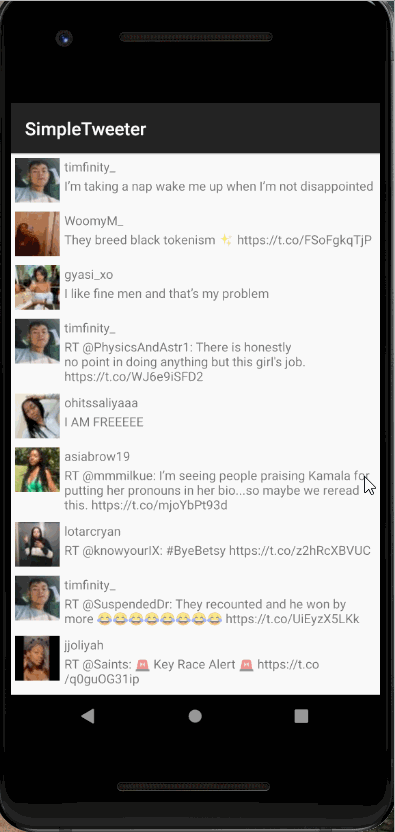 SimpleTweeter
timfinity_
I'm taking a nap wake me up when I'm not disappointed
WoomyM_
They breed black tokenism ✨ https://t.co/FSoFgkqTjP
gyasi_xo
I like fine men and that's my problem
timfinity_
RT @PhysicsAndAstr1: There is honestly
no point in doing anything but this girl's job.
https://t.co/WJ6e9iSFD2
ohitssaliyaaa
I AM FREEEEE
asiabrow19
RT @mmmilkue: I'm seeing people praising Kamala for
putting her pronouns in her bio...so maybe we reread
this. https://t.co/mjoYbPt93d
lotarcryan
RT @knowyourIX: #ByeBetsy https://t.co/z2hRcXBVUC
timfinity_
RT @SuspendedDr: They recounted and he won by
more 😂😂😂😂😂😂😂😂 https://t.co/UiEyzX5LKk
jjoliyah
RT @Saints: 🚨 Key Race Alert 🚨 https://t.co
/q0guOG31ip